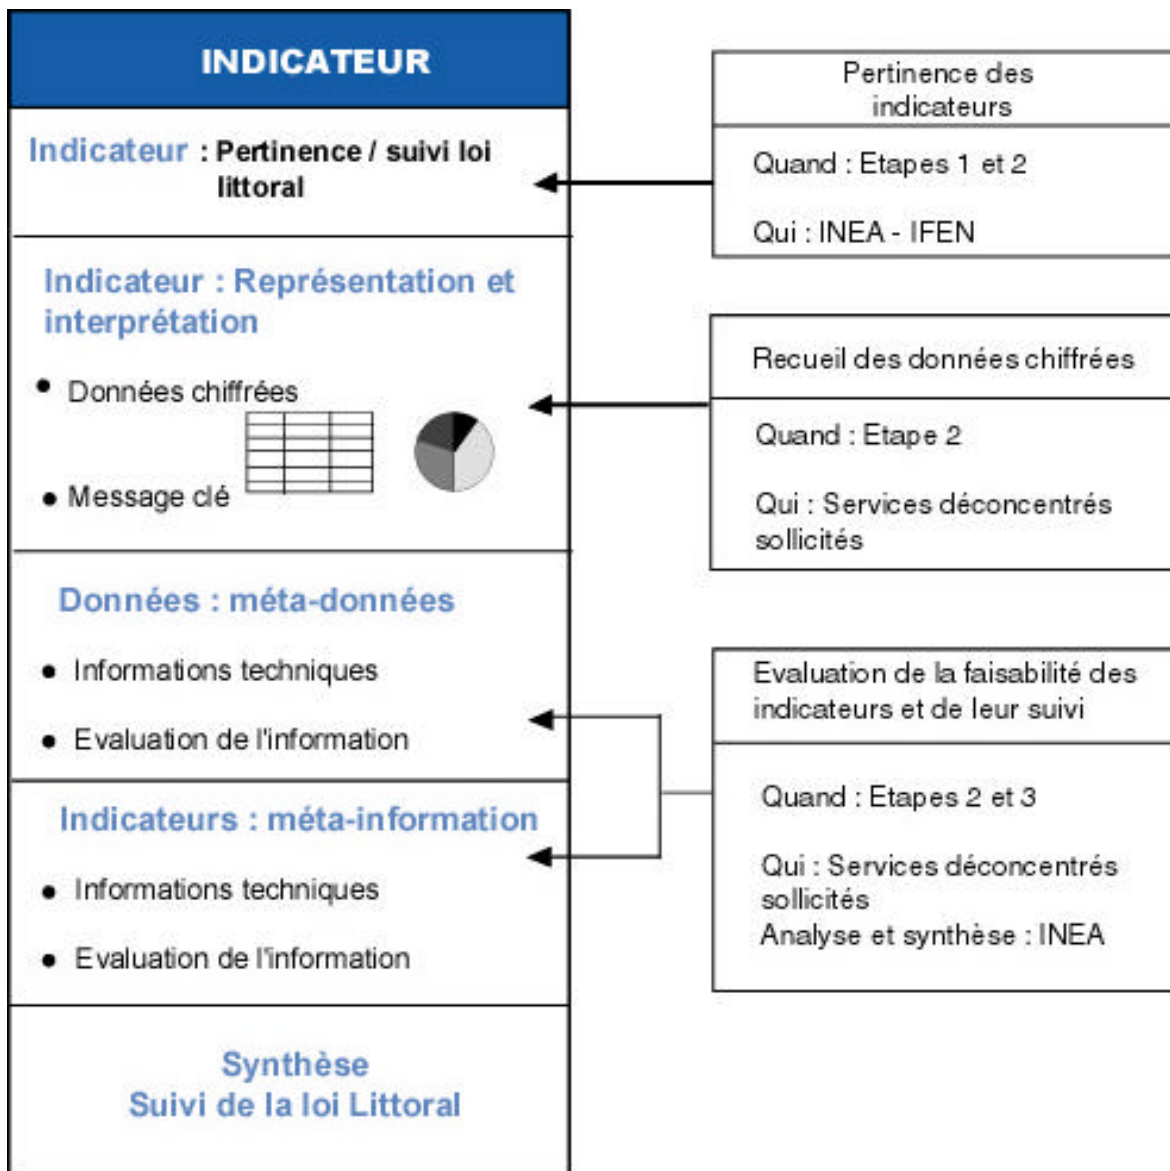 INDICATEUR
Indicateur : Pertinence / suivi loi
littoral
Indicateur : Représentation et
interprétation
• Données chiffrées
• Message clé
Données : méta-données
• Informations techniques
• Evaluation de l'information
Indicateurs : méta-information
• Informations techniques
• Evaluation de l'information
Synthèse
Suivi de la loi Littoral
Pertinence des
indicateurs
Quand : Etapes 1 et 2
Qui : INEA - IFEN
Recueil des données chiffrées
Quand : Etape 2
Qui : Services déconcentrés
sollicités
Evaluation de la faisabilité des
indicateurs et de leur suivi
Quand : Etapes 2 et 3
Qui : Services déconcentrés
sollicités
Analyse et synthèse : INEA